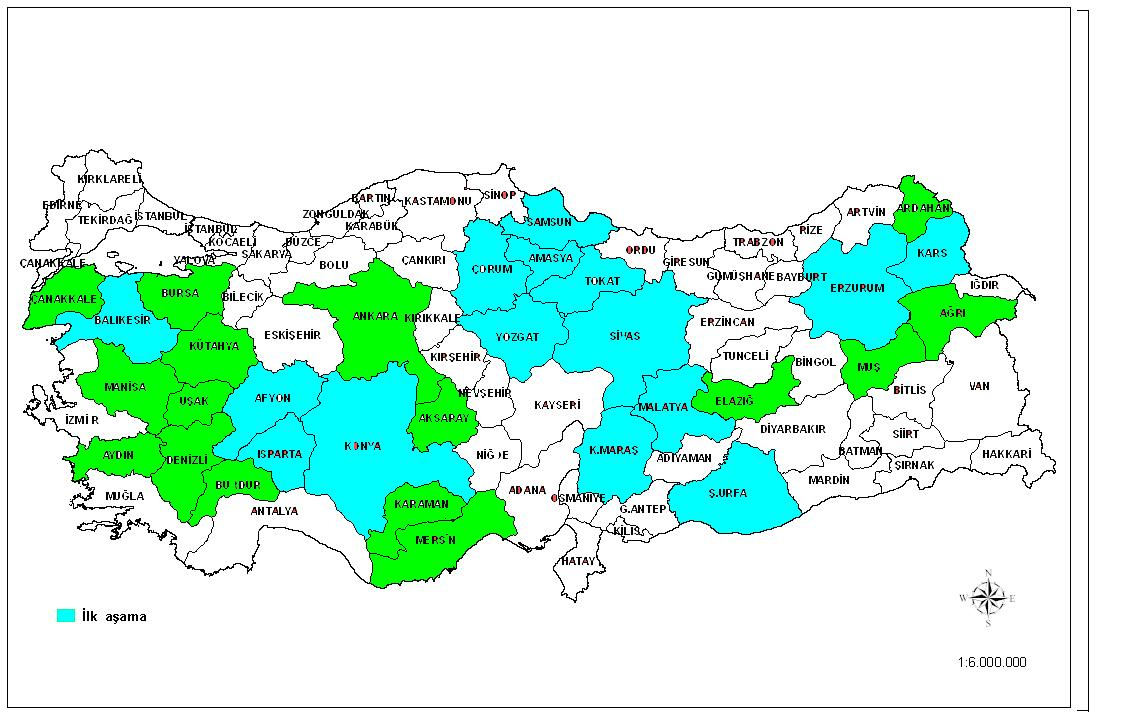 KIRKLARELİ
EDİRNE
TEKİRDAĞ
İSTANBUL
İSTANBUL
KOCAELİ
YALOVA
SAKARYA
DÜZCE
ZONGULDAK
BARTIN
KARABÜK
KASTAMONU
SİNOP
SAMSUN
ORDU
GİRESUN
TRABZON
RİZE
ARTVİN
ARDAHAN
KARS
ÇANAKKALE
ÇANAKKALE
BALIKESİR
BURSA
BİLECİK
BOLU
ÇANKIRI
ÇORUM
AMASYA
TOKAT
GÜMÜŞHANE
BAYBURT
ERZURUM
IĞDIR
AĞRI
KÜTAHYA
ESKİŞEHİR
ANKARA
KIRIKKALE
YOZGAT
SİVAS
ERZİNCAN
MANİSA
UŞAK
AFYON
KIRŞEHİR
NEVŞEHİR
KAYSERİ
MALATYA
TUNCELİ
ELAZIĞ
BİNGOL
MUŞ
BİTLİS
VAN
İZMİR
AYDIN
DENİZLİ
ISPARTA
KONYA
AKSARAY
NİĞDE
K.MARAŞ
ADIYAMAN
DİYARBAKIR
BATMAN
SİİRT
ŞIRNAK
HAKKARİ
MUĞLA
BURDUR
ANTALYA
KARAMAN
MERSİN
ADANA
OSMANİYE
G.ANTEP
KİLİS
Ş.URFA
MARDİN
HATAY
İlk aşama
N
W E
S
1:6.000.000